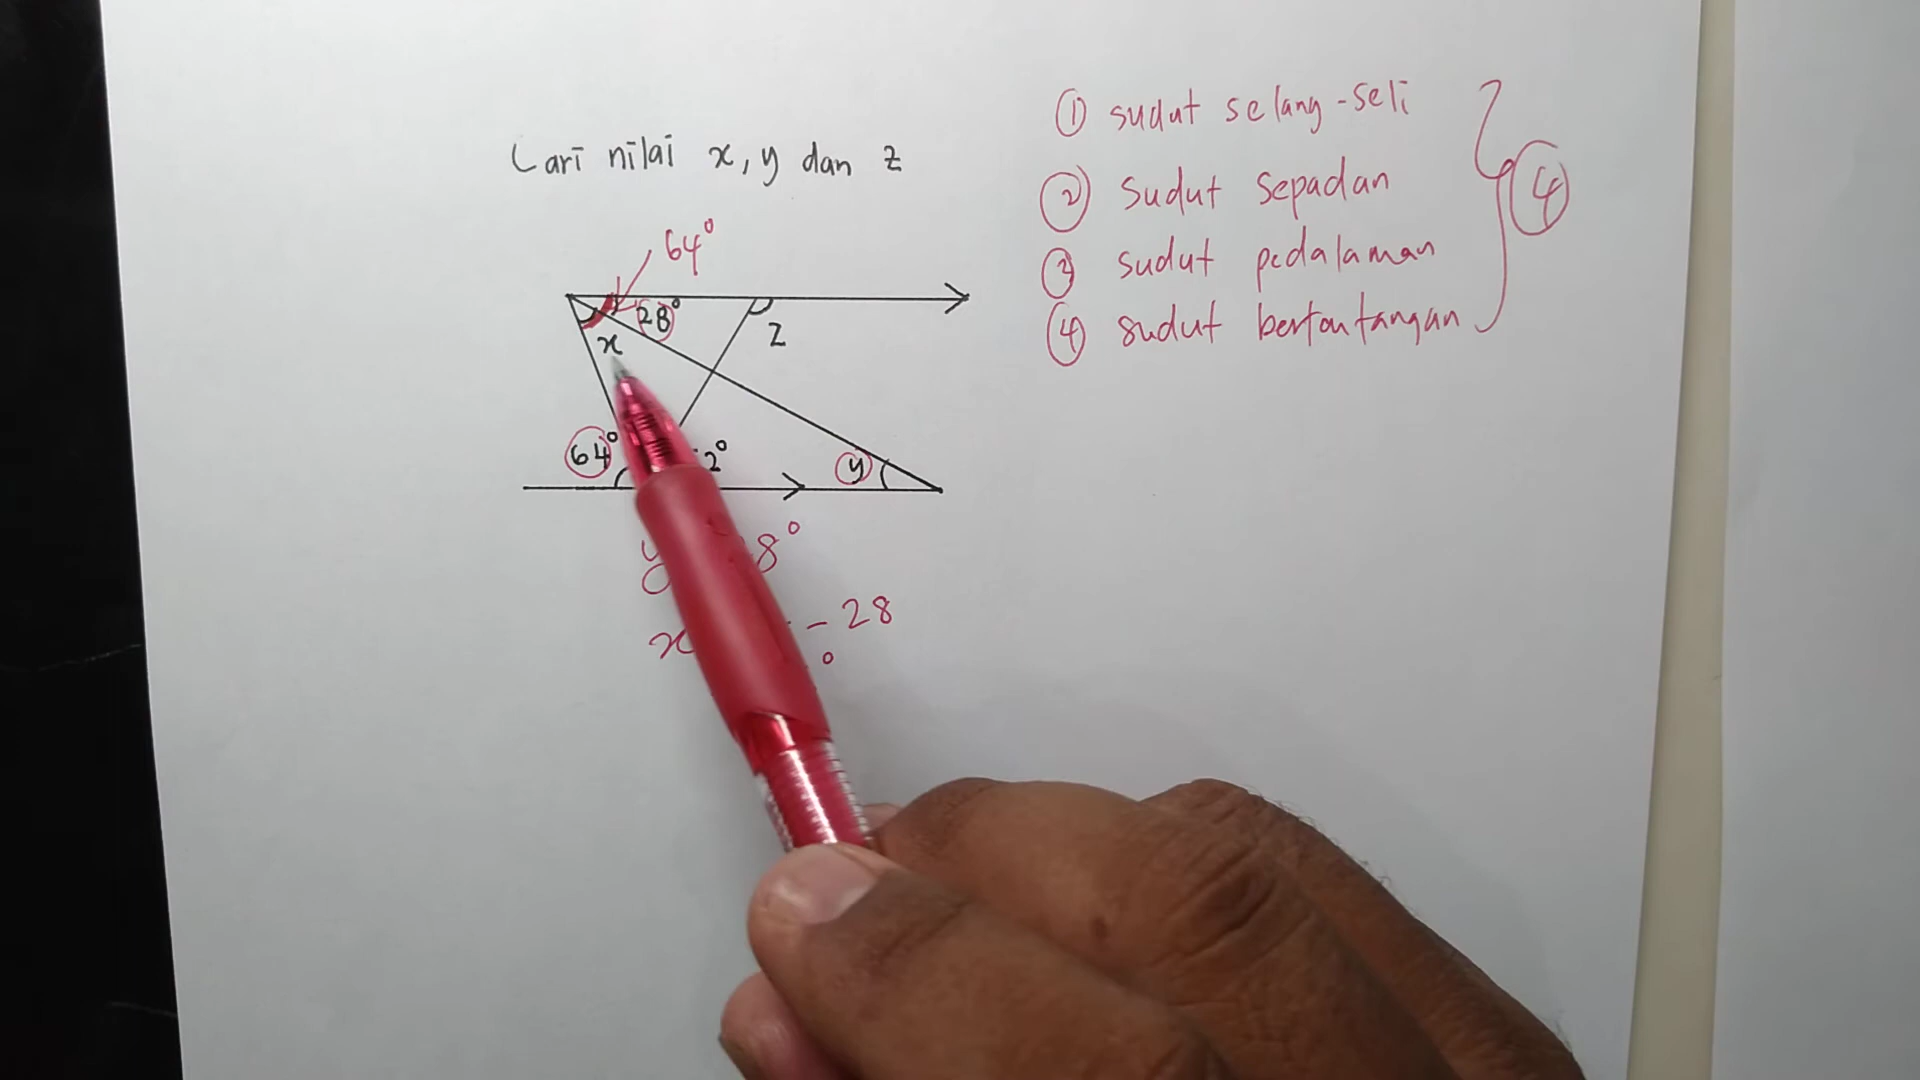 Cari nilai x, y dan z
64°
28°
x
z
64°
2°
y
y 8°
x - 28
°
① sudut selang-seli
② sudut sepadan
③ sudut pedalaman
④ sudut bertentangan
④